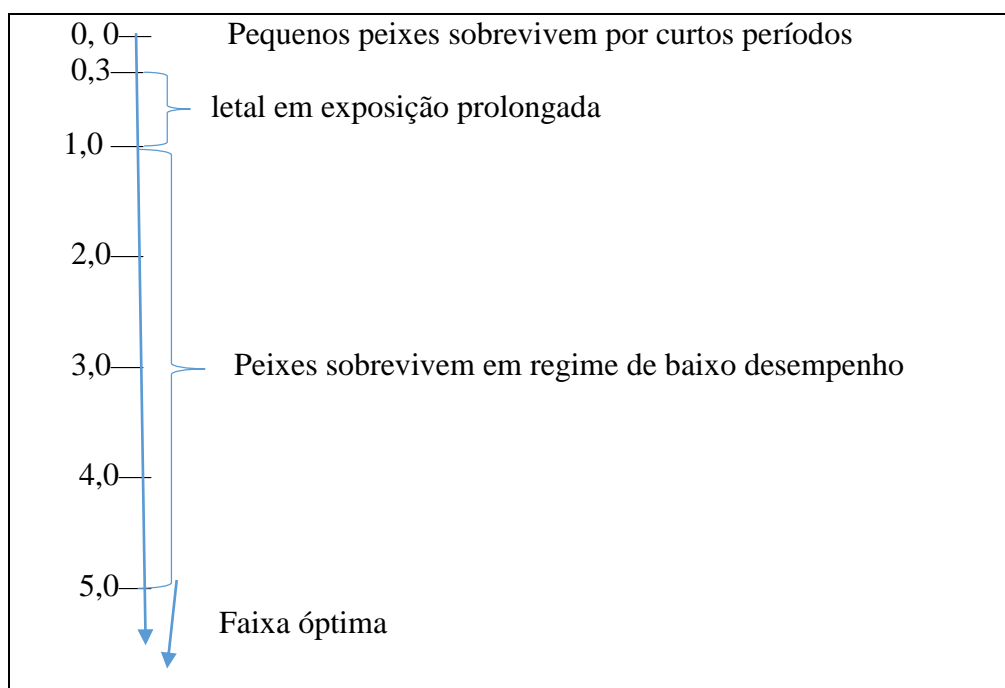 0, 0 Pequenos peixes sobrevivem por curtos períodos
0,3
letal em exposição prolongada
1,0
2,0
3,0 Peixes sobrevivem em regime de baixo desempenho
4,0
5,0
Faixa óptima